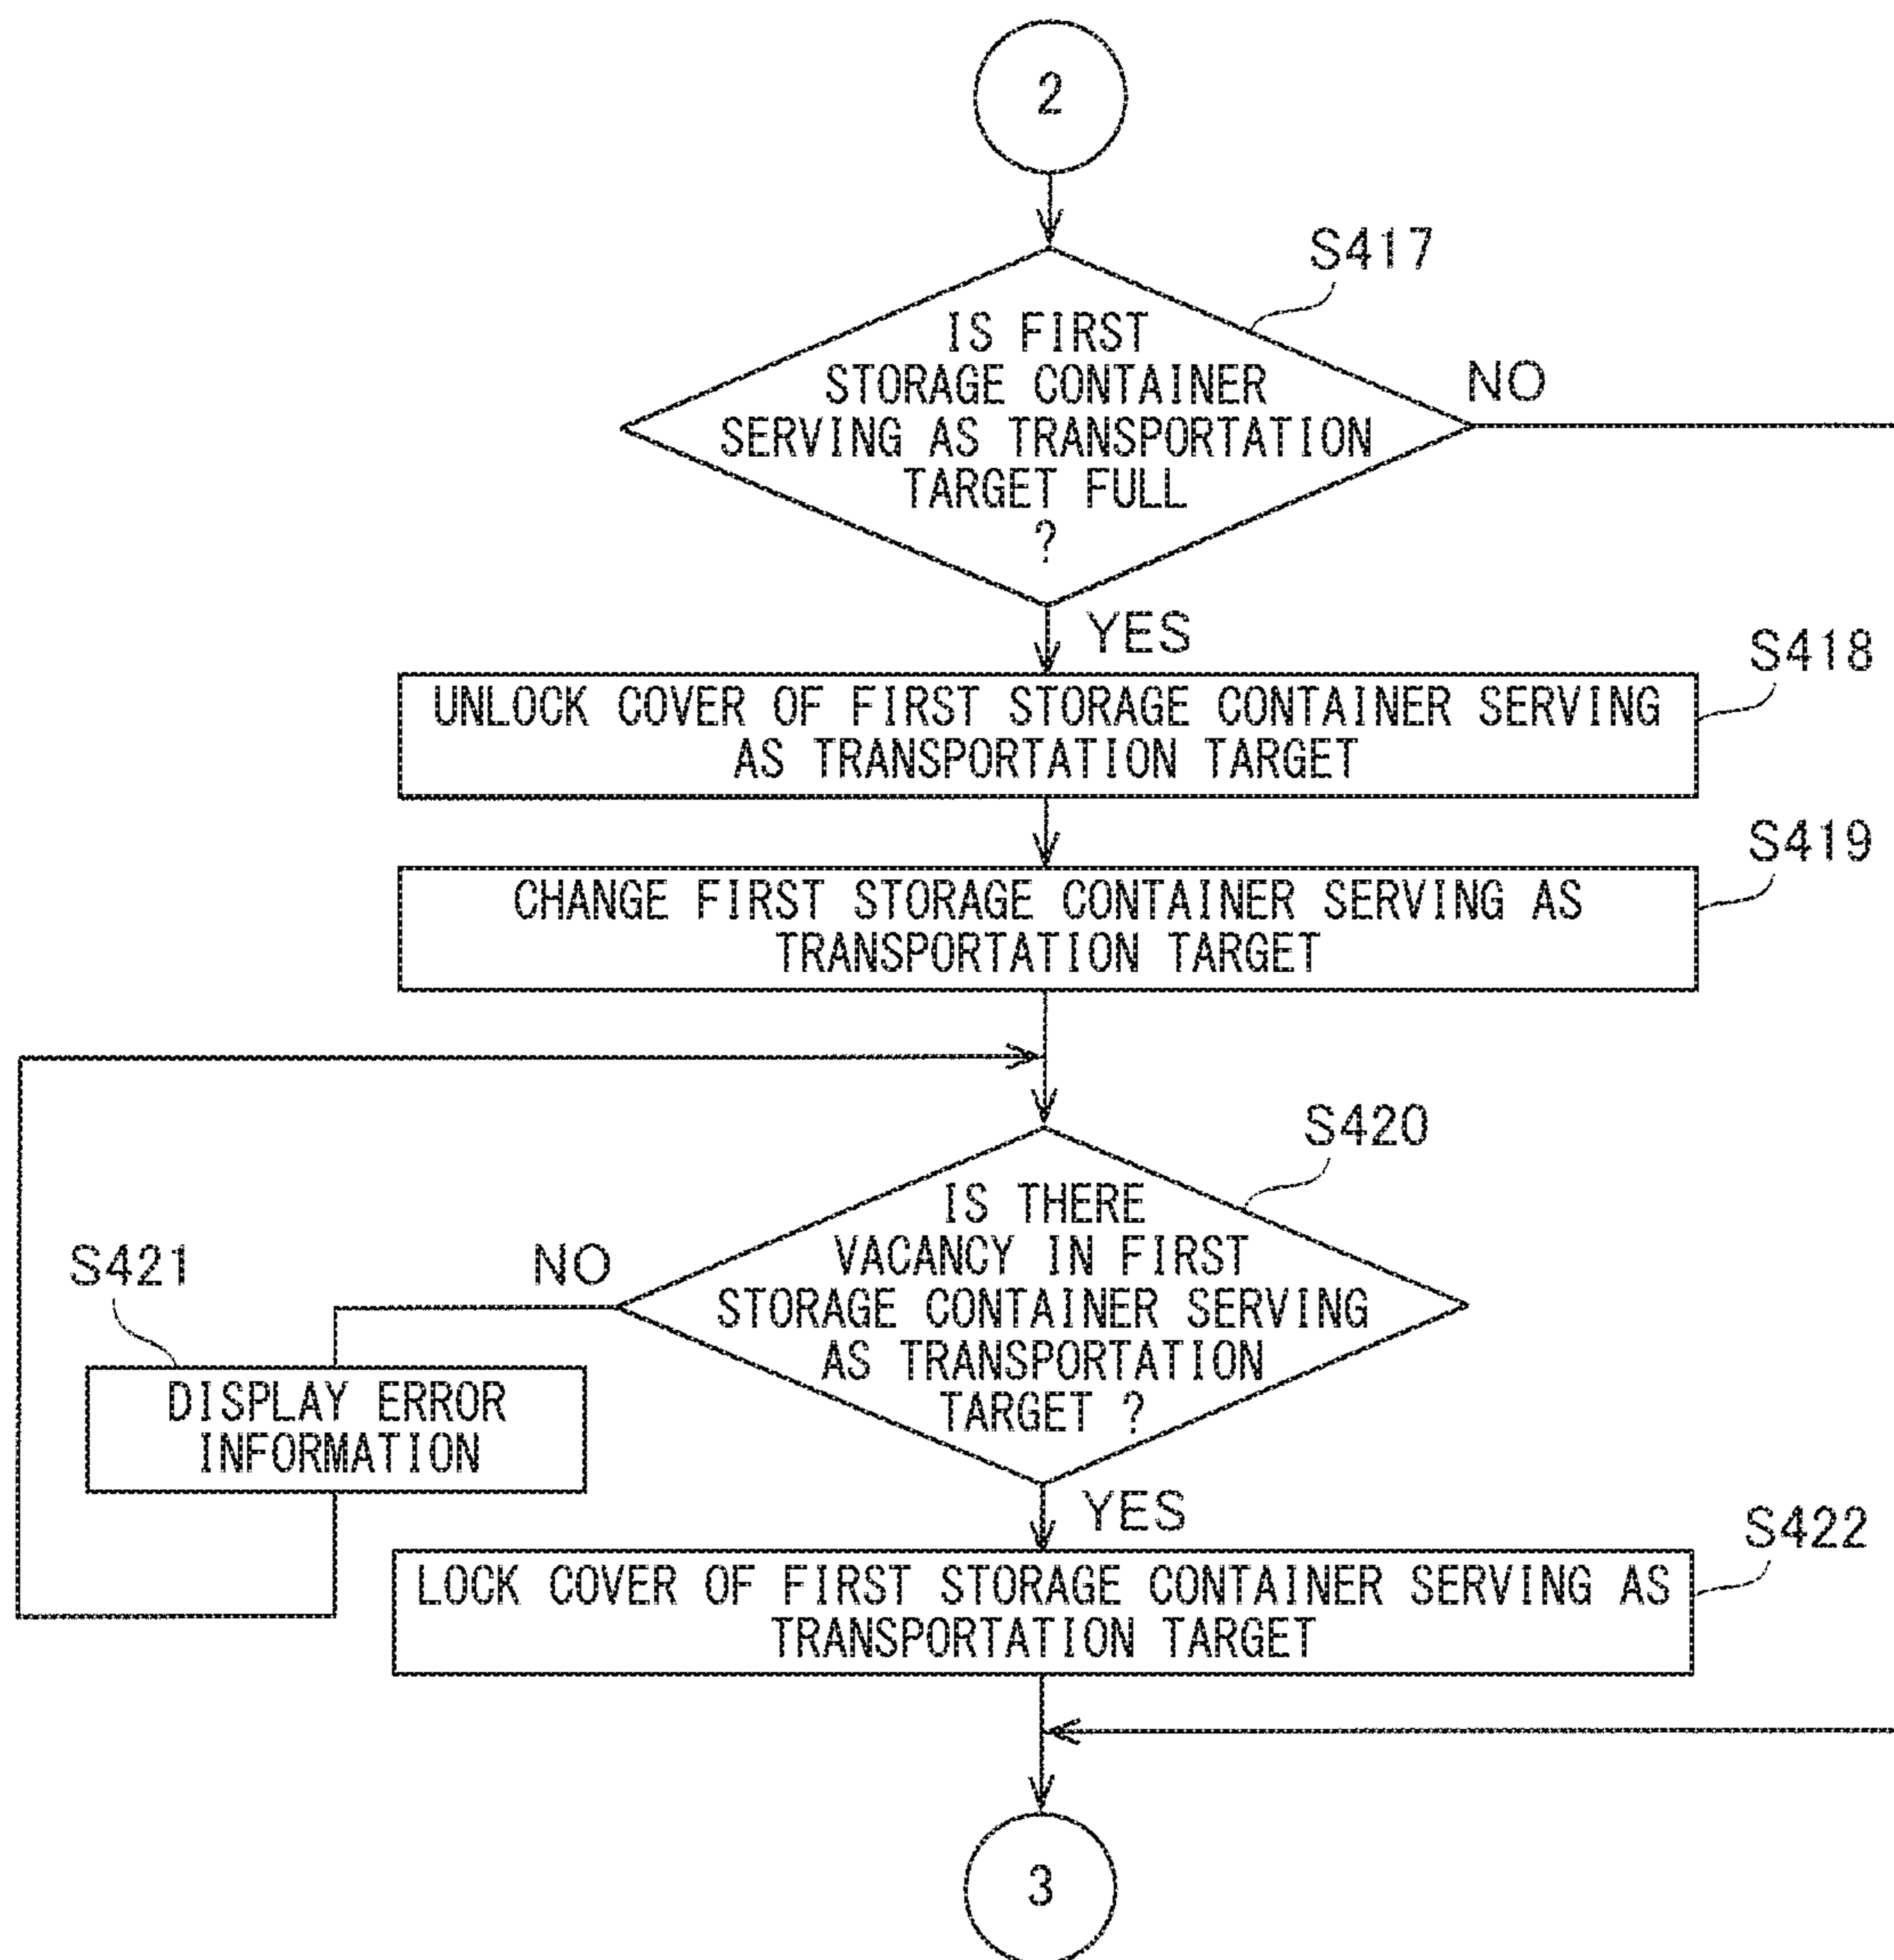 2
S417
IS FIRST
STORAGE CONTAINER
SERVING AS TRANSPORTATION
TARGET FULL
?
NO
YES
S418
UNLOCK COVER OF FIRST STORAGE CONTAINER SERVING
AS TRANSPORTATION TARGET
S419
CHANGE FIRST STORAGE CONTAINER SERVING AS
TRANSPORTATION TARGET
S420
IS THERE
VACANCY IN FIRST
STORAGE CONTAINER SERVING
AS TRANSPORTATION
TARGET ?
NO
S421
DISPLAY ERROR
INFORMATION
YES
S422
LOCK COVER OF FIRST STORAGE CONTAINER SERVING AS
TRANSPORTATION TARGET
3